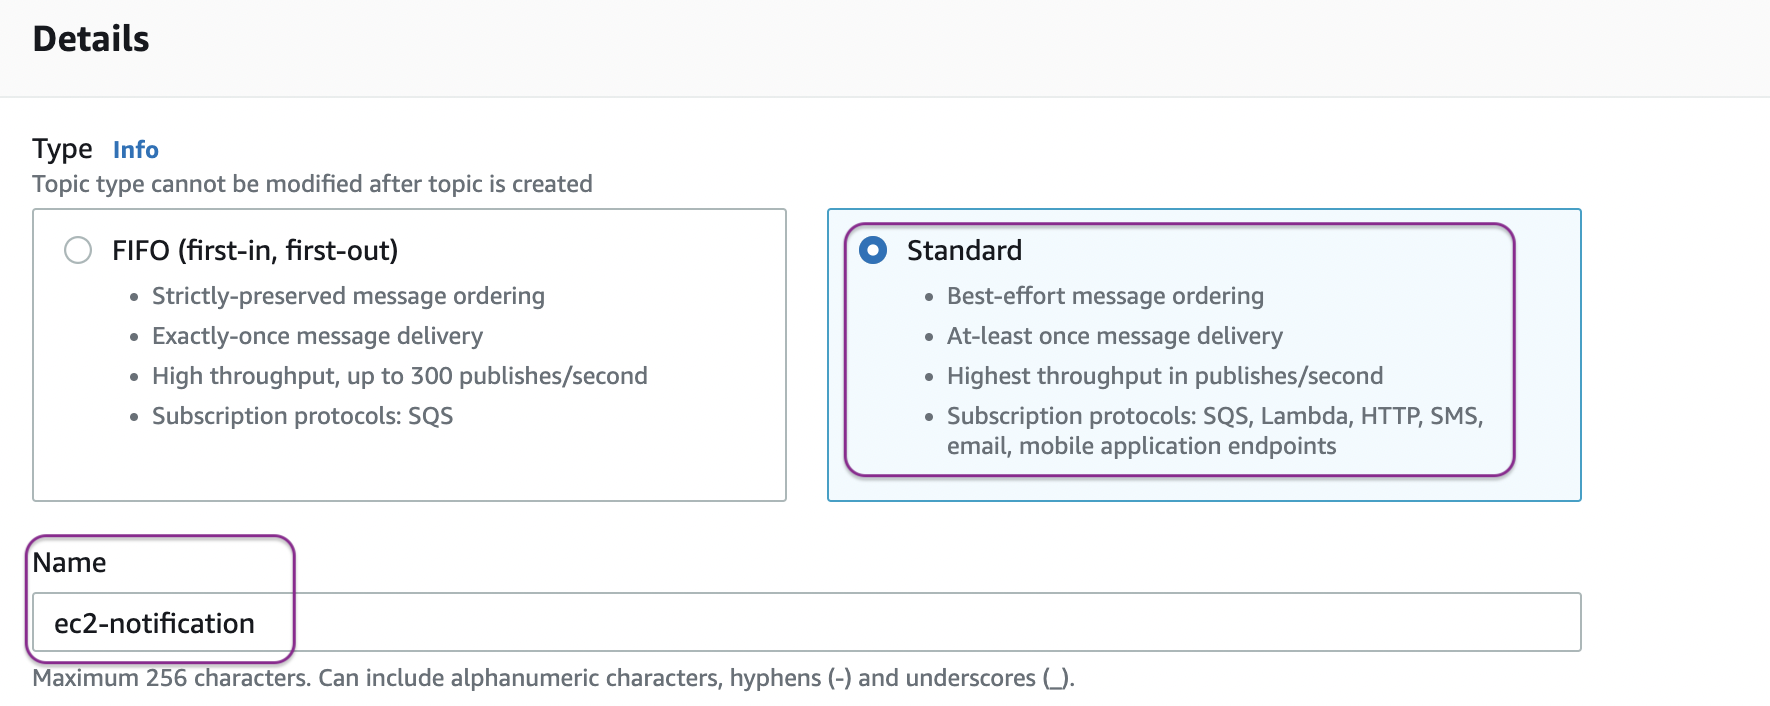 Details
Type Info
Topic type cannot be modified after topic is created
FIFO (first-in, first-out)
• Strictly-preserved message ordering
• Exactly-once message delivery
• High throughput, up to 300 publishes/second
• Subscription protocols: SQS
Standard
• Best-effort message ordering
• At-least once message delivery
• Highest throughput in publishes/second
• Subscription protocols: SQS, Lambda, HTTP, SMS,
email, mobile application endpoints
Name
ec2-notification
Maximum 256 characters. Can include alphanumeric characters, hyphens (-) and underscores (_).